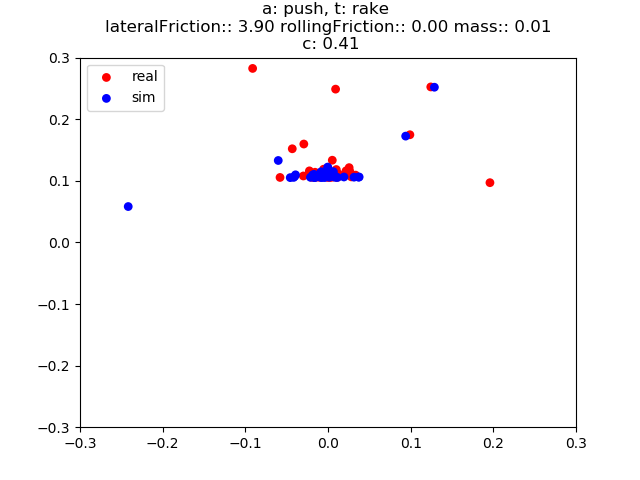 a: push, t: rake
lateralFriction:: 3.90 rollingFriction:: 0.00 mass:: 0.01
c: 0.41
real
sim
0.3
0.2
0.1
0.0
−0.1
−0.2
−0.3
−0.3 −0.2 −0.1 0.0 0.1 0.2 0.3